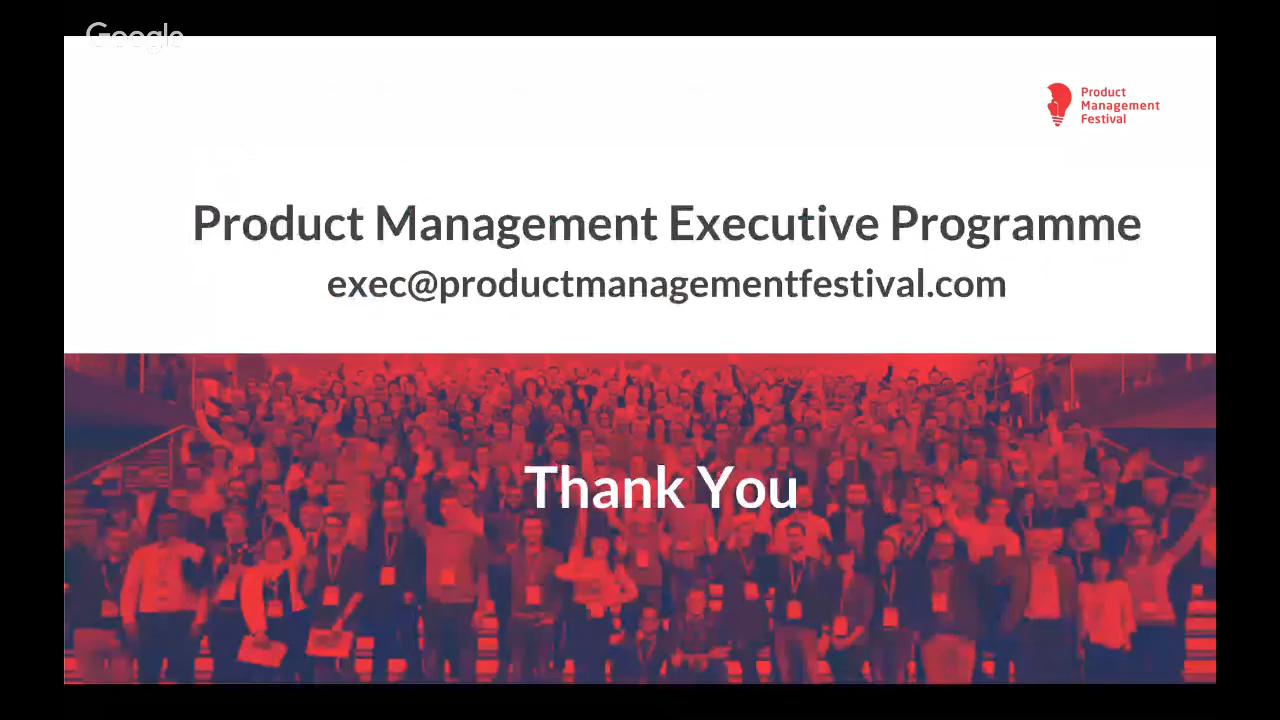 Google
Product
Management
Festival
Product Management Executive Programme
exec@productmanagementfestival.com
Thank You